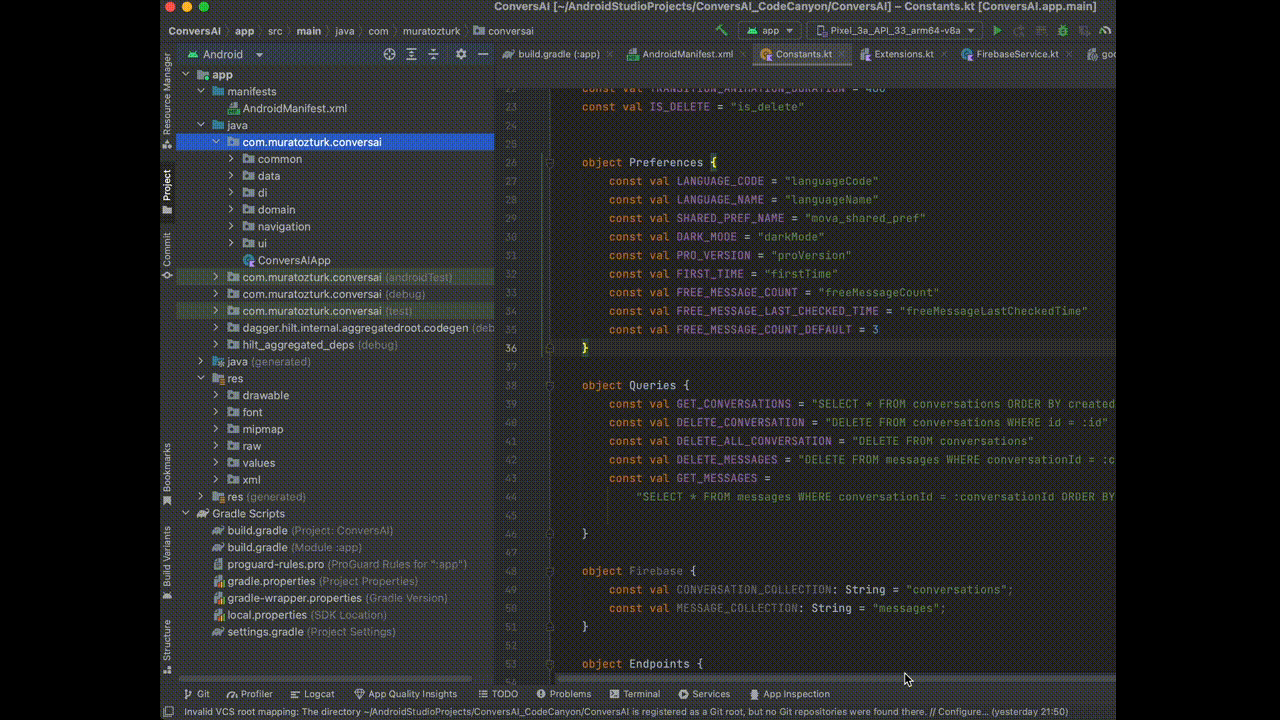 ConversAI [~/AndroidStudioProjects/ConversAI_CodeCanyon/ConversAI] – Constants.kt [ConversAI.app.main]
ConversAI app src main java com muratozturk conversai app Pixel_3a_API_33_arm64-v8a
Android build.gradle (:app) AndroidManifest.xml Constants.kt Extensions.kt FirebaseService.kt goo
Resource Manager
Project
Commit
Bookmarks
Build Variants
Structure
app
manifests
AndroidManifest.xml
java
com.muratozturk.conversai
common
data
di
domain
navigation
ui
ConversAIApp
com.muratozturk.conversai (androidTest)
com.muratozturk.conversai (debug)
com.muratozturk.conversai (test)
dagger.hilt.internal.aggregatedroot.codegen (deb
hilt_aggregated_deps (debug)
java (generated)
res
drawable
font
mipmap
raw
values
xml
res (generated)
Gradle Scripts
build.gradle (Project: ConversAI)
build.gradle (Module :app)
proguard-rules.pro (ProGuard Rules for ":app")
gradle.properties (Project Properties)
gradle-wrapper.properties (Gradle Version)
local.properties (SDK Location)
settings.gradle (Project Settings)
22 const val TRANSITION_ANIMATION_DURATION = 400
23 const val IS_DELETE = "is_delete"
24
25
26 object Preferences {
27 const val LANGUAGE_CODE = "languageCode"
28 const val LANGUAGE_NAME = "languageName"
29 const val SHARED_PREF_NAME = "mova_shared_pref"
30 const val DARK_MODE = "darkMode"
31 const val PRO_VERSION = "proVersion"
32 const val FIRST_TIME = "firstTime"
33 const val FREE_MESSAGE_COUNT = "freeMessageCount"
34 const val FREE_MESSAGE_LAST_CHECKED_TIME = "freeMessageLastCheckedTime"
35 const val FREE_MESSAGE_COUNT_DEFAULT = 3
36 }
37
38 object Queries {
39 const val GET_CONVERSATIONS = "SELECT * FROM conversations ORDER BY created
40 const val DELETE_CONVERSATION = "DELETE FROM conversations WHERE id = :id"
41 const val DELETE_ALL_CONVERSATION = "DELETE FROM conversations"
42 const val DELETE_MESSAGES = "DELETE FROM messages WHERE conversationId = :c
43 const val GET_MESSAGES =
44 "SELECT * FROM messages WHERE conversationId = :conversationId ORDER BY
45
46 }
47
48 object Firebase {
49 const val CONVERSATION_COLLECTION: String = "conversations";
50 const val MESSAGE_COLLECTION: String = "messages";
51 }
52
53 object Endpoints {
54
Git Profiler Logcat App Quality Insights TODO Problems Terminal Services App Inspection
Invalid VCS root mapping: The directory ~/AndroidStudioProjects/ConversAI_CodeCanyon/ConversAI is registered as a Git root, but no Git repositories were found there. // Configure... (yesterday 21:50)